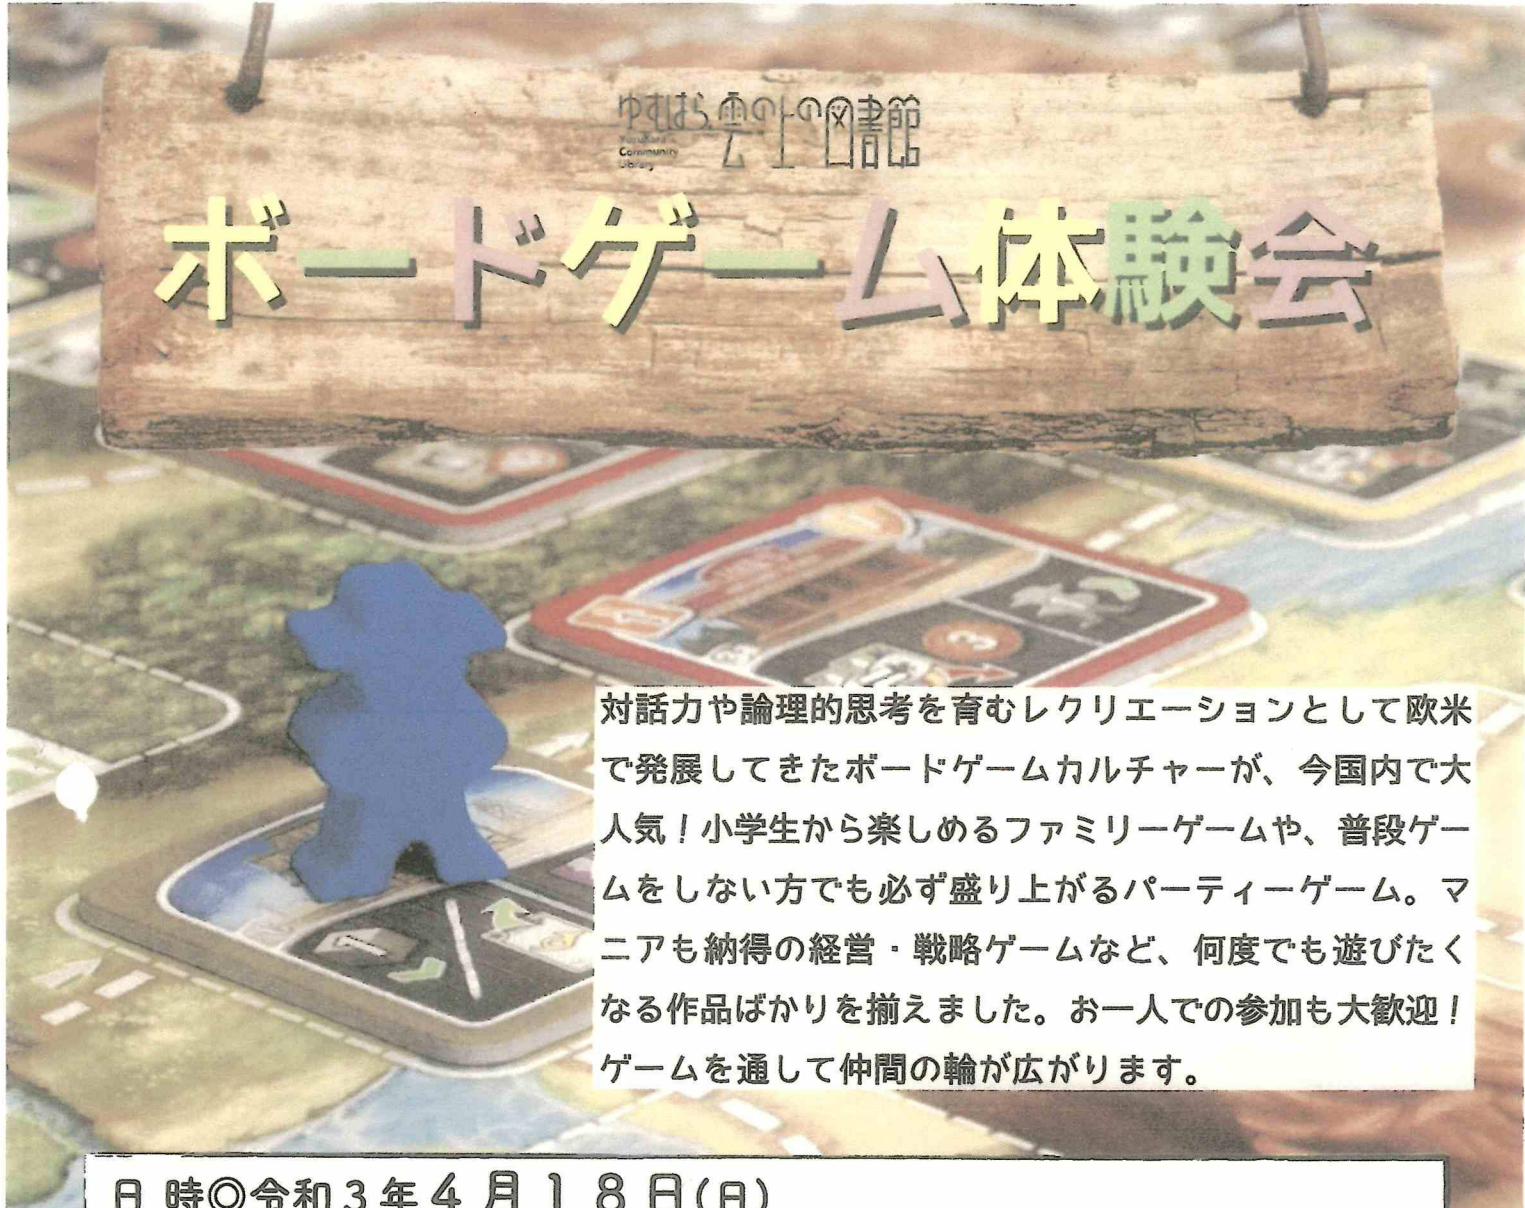 ゆすはら雲の上の図書館
Yusuhara
Community
Library
ボードゲーム体験会
対話力や論理的思考を育むレクリエーションとして欧米
で発展してきたボードゲームカルチャーが、今国内で大
人気！小学生から楽しめるファミリーゲームや、普段ゲー
ムをしない方でも必ず盛り上がるパーティーゲーム。マ
ニアも納得の経営・戦略ゲームなど、何度でも遊びたく
なる作品ばかりを揃えました。お一人での参加も大歓迎！
ゲームを通して仲間の輪が広がります。
日 時◎令和３年４月１８日(日)